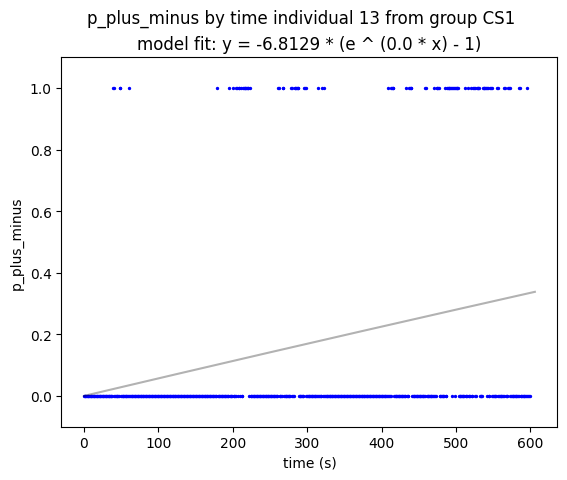 p_plus_minus by time individual 13 from group CS1
model fit: y = -6.8129 * (e ^ (0.0 * x) - 1)
1.0
0.8
0.6
0.4
0.2
0.0
p_plus_minus
0 100 200 300 400 500 600
time (s)